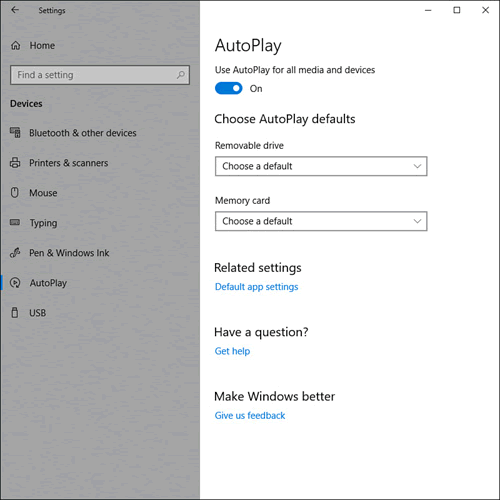 Settings
Home
Find a setting
Devices
Bluetooth & other devices
Printers & scanners
Mouse
Typing
Pen & Windows Ink
AutoPlay
USB
AutoPlay
Use AutoPlay for all media and devices
On
Choose AutoPlay defaults
Removable drive
Choose a default
Memory card
Choose a default
Related settings
Default app settings
Have a question?
Get help
Make Windows better
Give us feedback